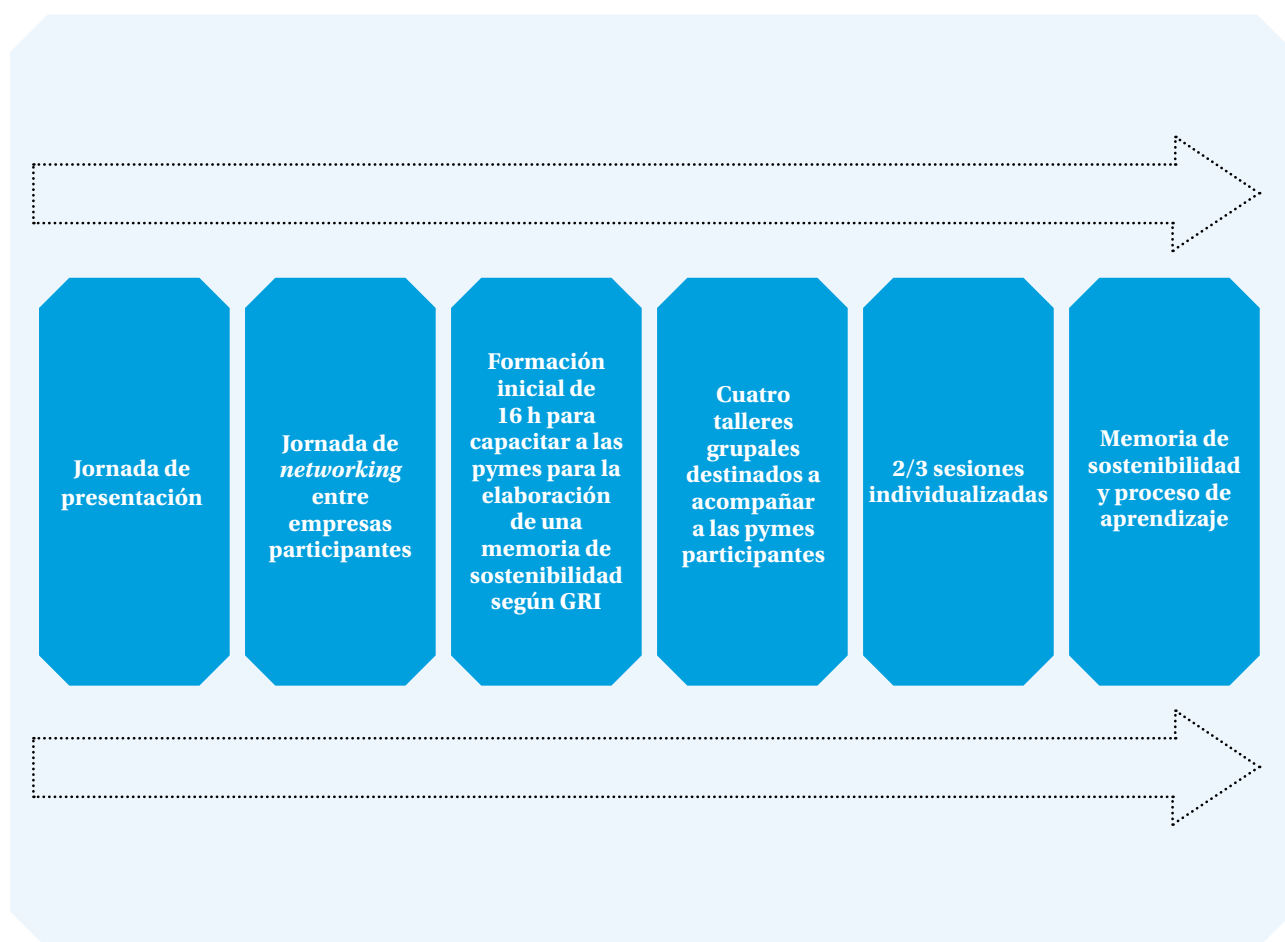 Jornada de
presentación
Jornada de
networking
entre
empresas
participantes
Formación
inicial de
16 h para
capacitar a las
pymes para la
elaboración
de una
memoria de
sostenibilidad
según GRI
Cuatro
talleres
grupales
destinados a
acompañar
a las pymes
participantes
2/3 sesiones
individualizadas
Memoria de
sostenibilidad
y proceso de
aprendizaje